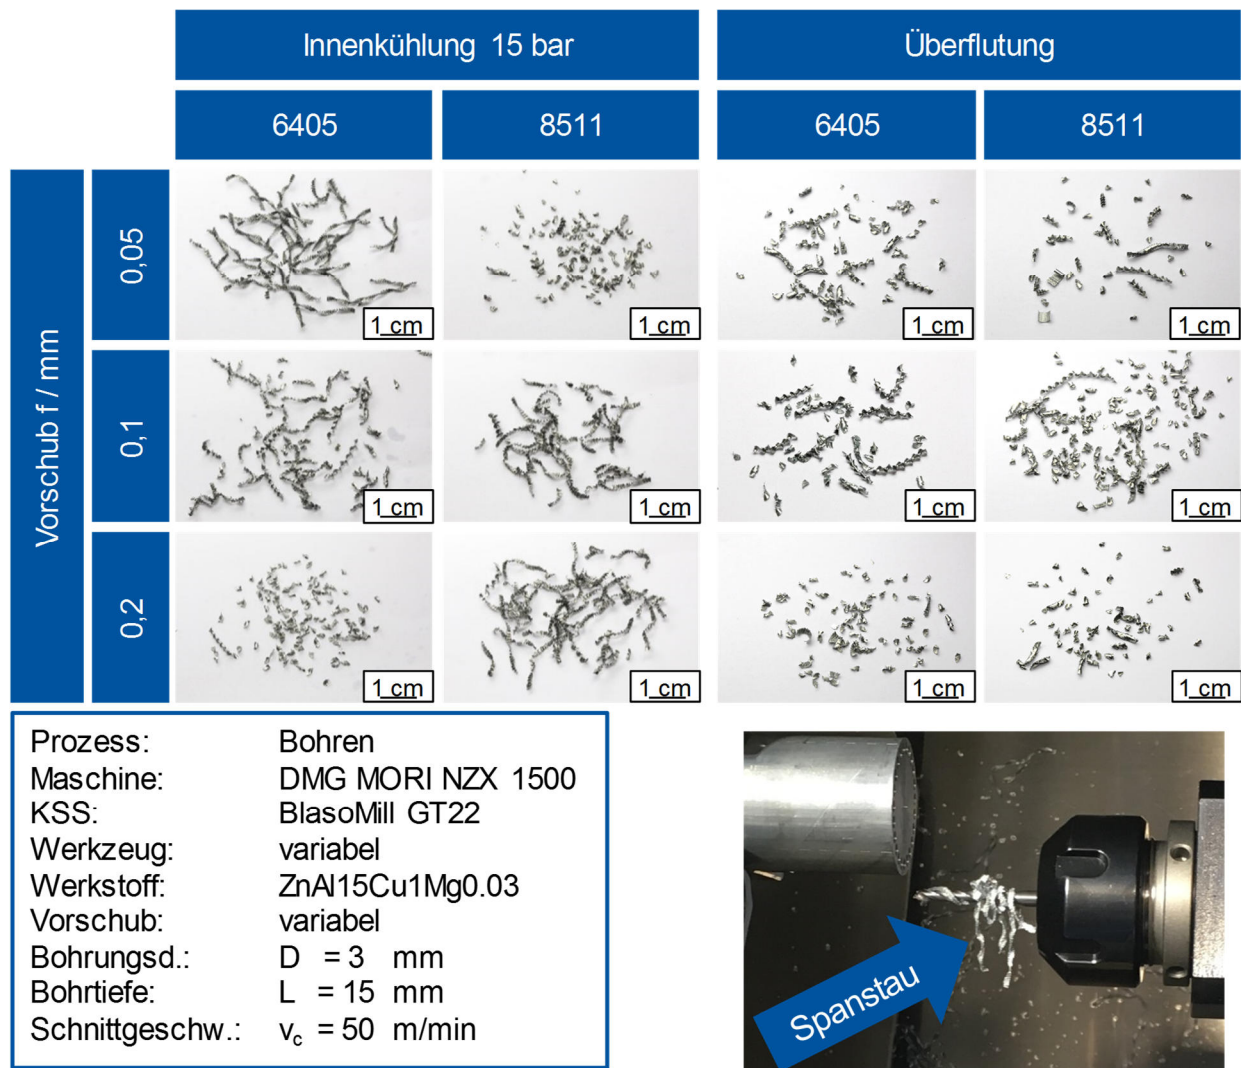 Innenkühlung 15 bar
Überflutung
6405
8511
6405
8511
Vorschub f / mm
0,05
1 cm
1 cm
1 cm
1 cm
0,1
1 cm
1 cm
1 cm
1 cm
0,2
1 cm
1 cm
1 cm
1 cm
Prozess: Bohren
Maschine: DMG MORI NZX 1500
KSS: BlasoMill GT22
Werkzeug: variabel
Werkstoff: ZnAl15Cu1Mg0.03
Vorschub: variabel
Bohrungsd.: D = 3 mm
Bohrtiefe: L = 15 mm
Schnittgeschw.: vc = 50 m/min
Spanstau